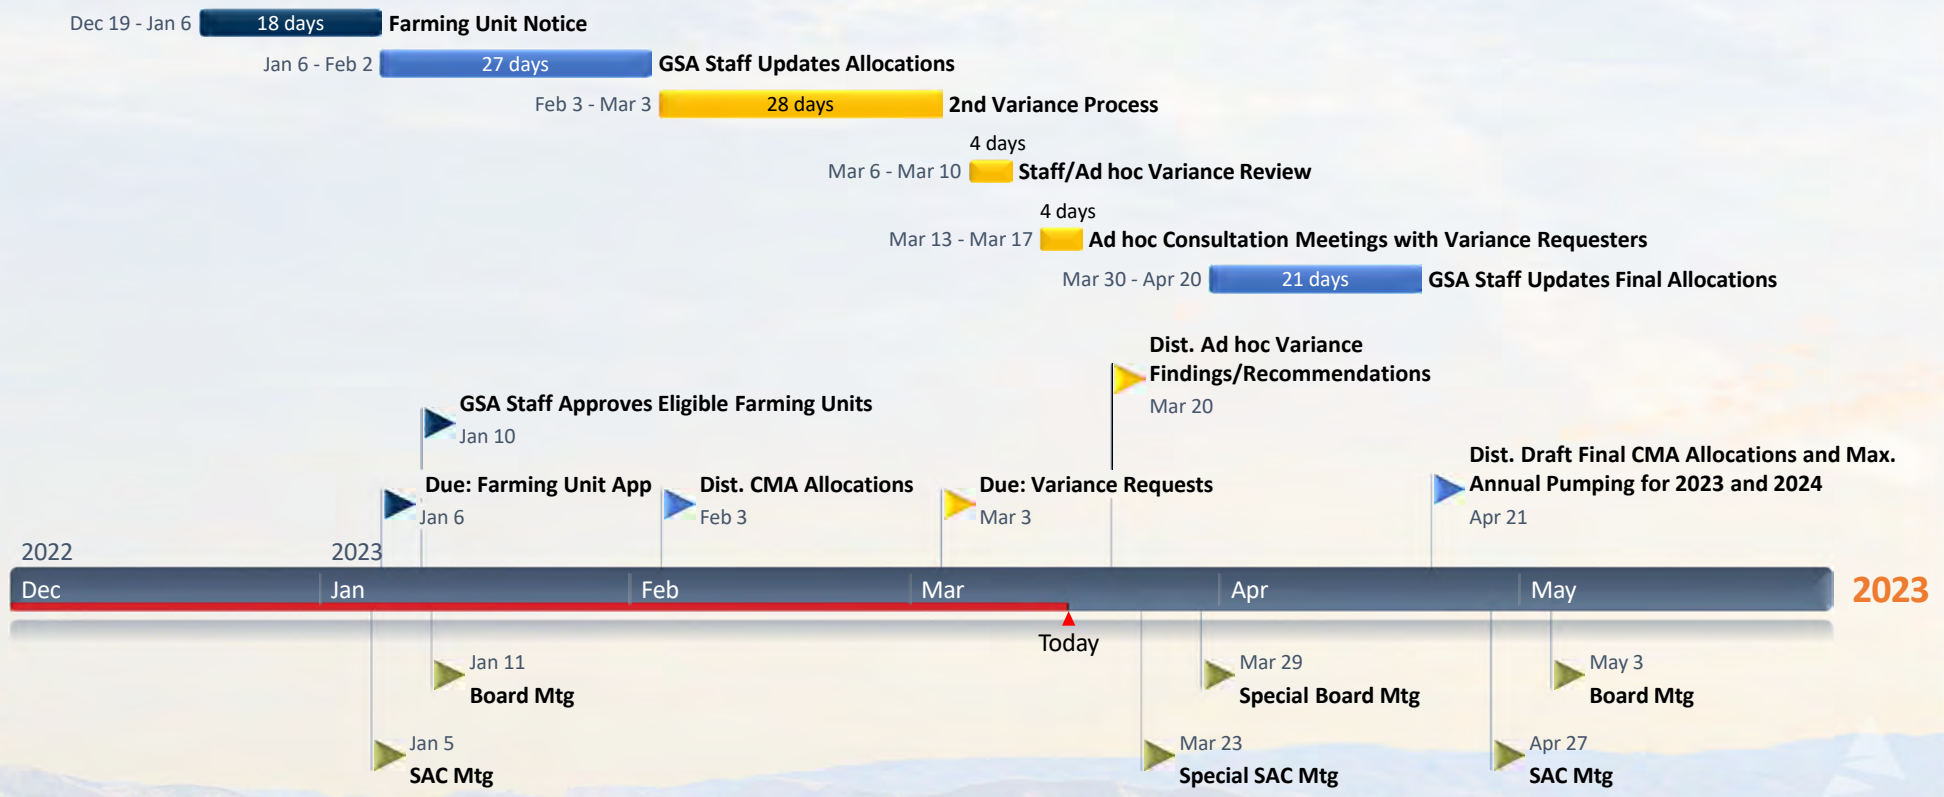 Dec 19 - Jan 6 18 days Farming Unit Notice
Jan 6 - Feb 2 27 days GSA Staff Updates Allocations
Feb 3 - Mar 3 28 days 2nd Variance Process
4 days
Mar 6 - Mar 10 Staff/Ad hoc Variance Review
4 days
Mar 13 - Mar 17 Ad hoc Consultation Meetings with Variance Requesters
Mar 30 - Apr 20 21 days GSA Staff Updates Final Allocations
Dist. Ad hoc Variance
Findings/Recommendations
Mar 20
GSA Staff Approves Eligible Farming Units
Jan 10
Dist. Draft Final CMA Allocations and Max.
Annual Pumping for 2023 and 2024
Apr 21
Due: Farming Unit App
Jan 6
Dist. CMA Allocations
Feb 3
Due: Variance Requests
Mar 3
2022 2023
Dec Jan Feb Mar Apr May 2023
Today
Jan 11
Board Mtg
Mar 29
Special Board Mtg
May 3
Board Mtg
Jan 5
SAC Mtg
Mar 23
Special SAC Mtg
Apr 27
SAC Mtg